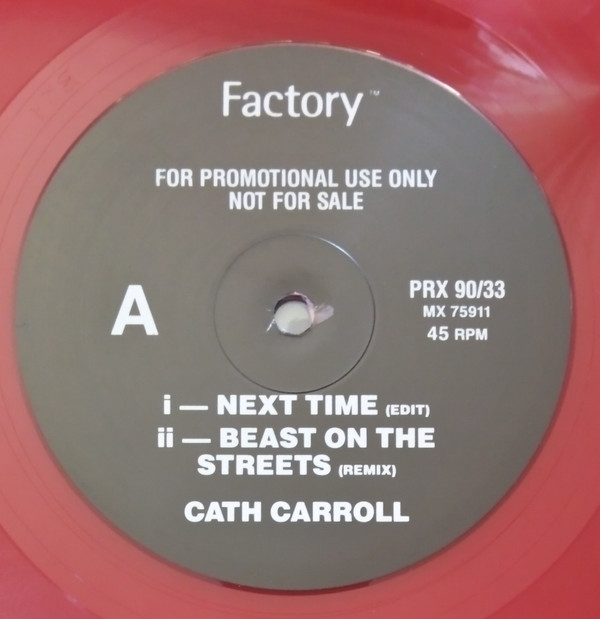 Factory™
FOR PROMOTIONAL USE ONLY
NOT FOR SALE
A
PRX 90/33
MX 75911
45 RPM
i — NEXT TIME (EDIT)
ii — BEAST ON THE
STREETS (REMIX)
CATH CARROLL